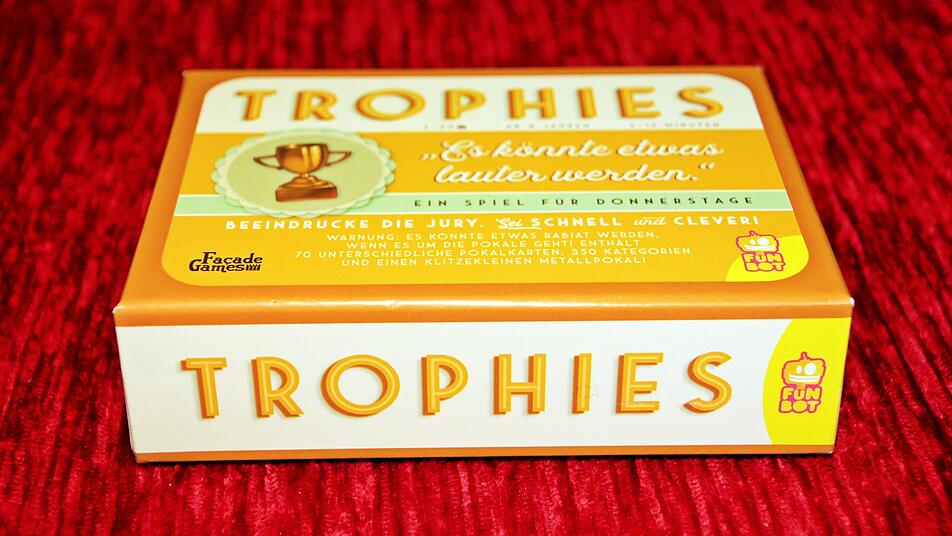 TROPHIES
„Es könnte etwas
lauter werden.“
EIN SPIEL FÜR DONNERSTAGE
BEEINDRUCKE DIE JURY. Sei SCHNELL und CLEVER!
WARNUNG: ES KÖNNTE ETWAS RABIAT WERDEN,
WENN ES UM DIE POKALE GEHT! ENTHÄLT
70 UNTERSCHIEDLICHE POKALKARTEN, 350 KATEGORIEN
UND EINEN KLITZEKLEINEN METALLPOKAL!
Façade
Games
FUN
BOT
TROPHIES
FUN
BOT